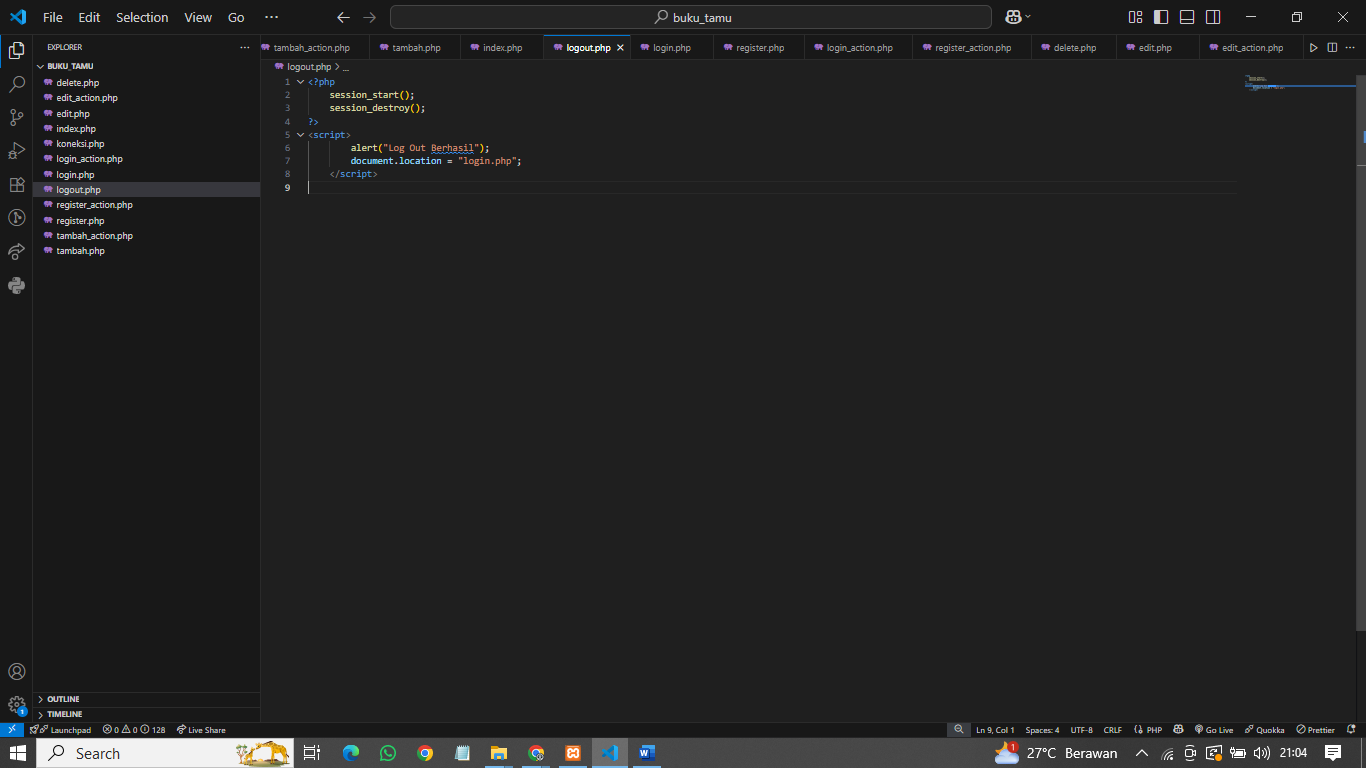 File Edit Selection View Go ··· buku_tamu
EXPLORER ···
BUKU_TAMU
delete.php
edit_action.php
edit.php
index.php
koneksi.php
login_action.php
login.php
logout.php
register_action.php
register.php
tambah_action.php
tambah.php
OUTLINE
TIMELINE
tambah_action.php tambah.php index.php logout.php login.php register.php login_action.php register_action.php delete.php edit.php edit_action.php ···
logout.php > ...
1 <?php
2 session_start();
3 session_destroy();
4 ?>
5 <script>
6 alert("Log Out Berhasil");
7 document.location = "login.php";
8 </script>
9
1
Launchpad 0 0 128 Live Share Ln 9, Col 1 Spaces: 4 UTF-8 CRLF PHP Go Live Quokka Prettier
Search 1 27°C Berawan 21:04